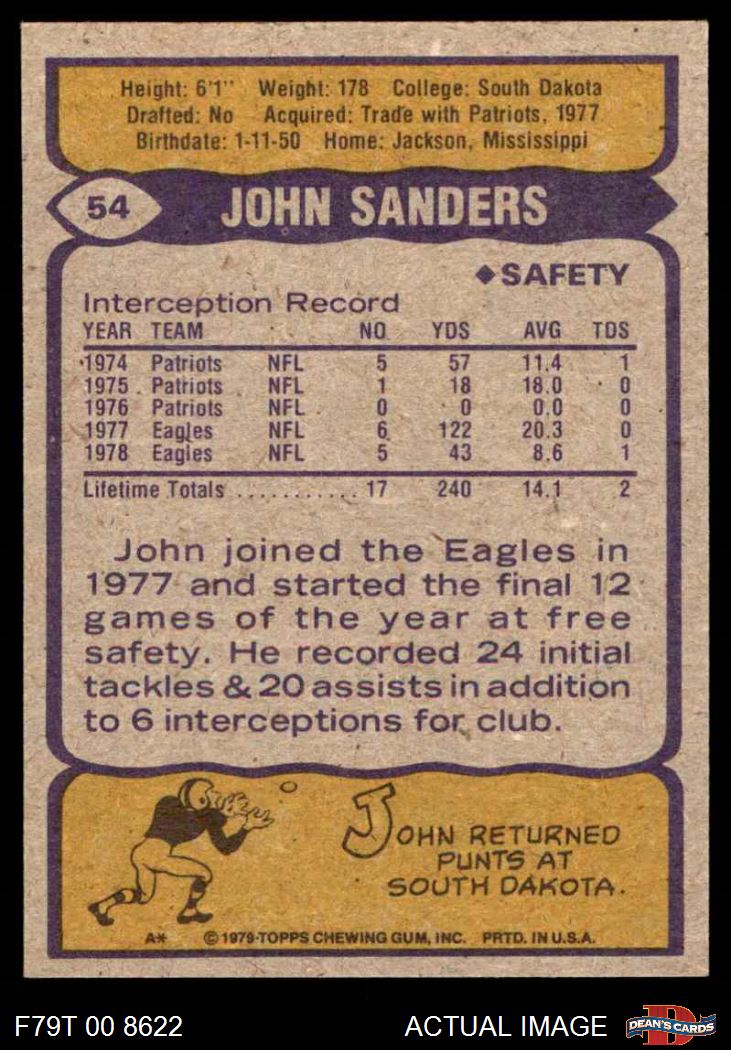 Height: 6'1" Weight: 178 College: South Dakota
Drafted: No Acquired: Trade with Patriots, 1977
Birthdate: 1-11-50 Home: Jackson, Mississippi
54 JOHN SANDERS
◆SAFETY
Interception Record
YEAR TEAM NO YDS AVG TDS
1974 Patriots NFL 5 57 11.4 1
1975 Patriots NFL 1 18 18.0 0
1976 Patriots NFL 0 0 0.0 0
1977 Eagles NFL 6 122 20.3 0
1978 Eagles NFL 5 43 8.6 1
Lifetime Totals ........... 17 240 14.1 2
John joined the Eagles in
1977 and started the final 12
games of the year at free
safety. He recorded 24 initial
tackles & 20 assists in addition
to 6 interceptions for club.
JOHN RETURNED
PUNTS AT
SOUTH DAKOTA.
A* © 1979 TOPPS CHEWING GUM, INC. PRTD. IN U.S.A.
F79T 00 8622 ACTUAL IMAGE D DEAN'S CARDS